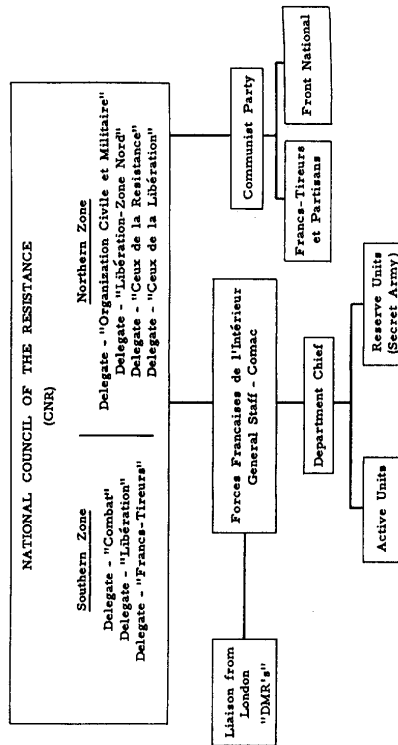 NATIONAL COUNCIL OF THE RESISTANCE
(CNR)
Southern Zone
Delegate - "Combat"
Delegate - "Libération"
Delegate - "Francs-Tireurs"
Northern Zone
Delegate - "Organization Civile et Militaire"
Delegate - "Libération-Zone Nord"
Delegate - "Ceux de la Resistance"
Delegate - "Ceux de la Libération"
Liaison from
London
"DMR's"
Forces Francaises de l'Intérieur
General Staff - Comac
Communist Party
Department Chief
Francs-Tireurs
et Partisans
Front National
Active Units
Reserve Units
(Secret Army)